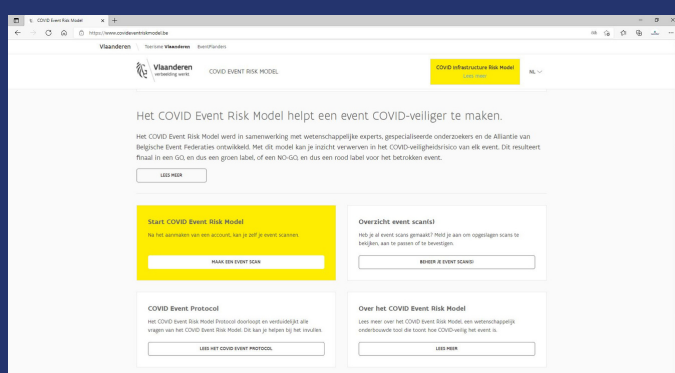 COVID Event Risk Model
https://www.covideventriskmodel.be
Vlaanderen
Toerisme Vlaanderen
EventFlanders
Vlaanderen
verbeelding werkt
COVID EVENT RISK MODEL
COVID Infrastructure Risk Model
Lees meer
NL
Het COVID Event Risk Model helpt een event COVID-veiliger te maken.
Het COVID Event Risk Model werd in samenwerking met wetenschappelijke experts, gespecialiseerde onderzoekers en de Alliantie van
Belgische Event Federaties ontwikkeld. Met dit model kan je inzicht verwerven in het COVID-veiligheidsrisico van elk event. Dit resulteert
finaal in een GO, en dus een groen label, of een NO-GO, en dus een rood label voor het betrokken event.
LEES MEER
Start COVID Event Risk Model
Na het aanmaken van een account, kan je zelf je event scannen.
MAAK EEN EVENT SCAN
Overzicht event scan(s)
Heb je al event scans gemaakt? Meld je aan om opgeslagen scans te
bekijken, aan te passen of te bevestigen.
BEHEER JE EVENT SCAN(S)
COVID Event Protocol
Het COVID Event Risk Model Protocol doorloopt en verduidelijkt alle
vragen van het COVID Event Risk Model. Dit kan je helpen bij het invullen.
LEES HET COVID EVENT PROTOCOL
Over het COVID Event Risk Model
Lees meer over het COVID Event Risk Model, een wetenschappelijk
onderbouwde tool die toont hoe COVID-veilig het event is.
LEES MEER